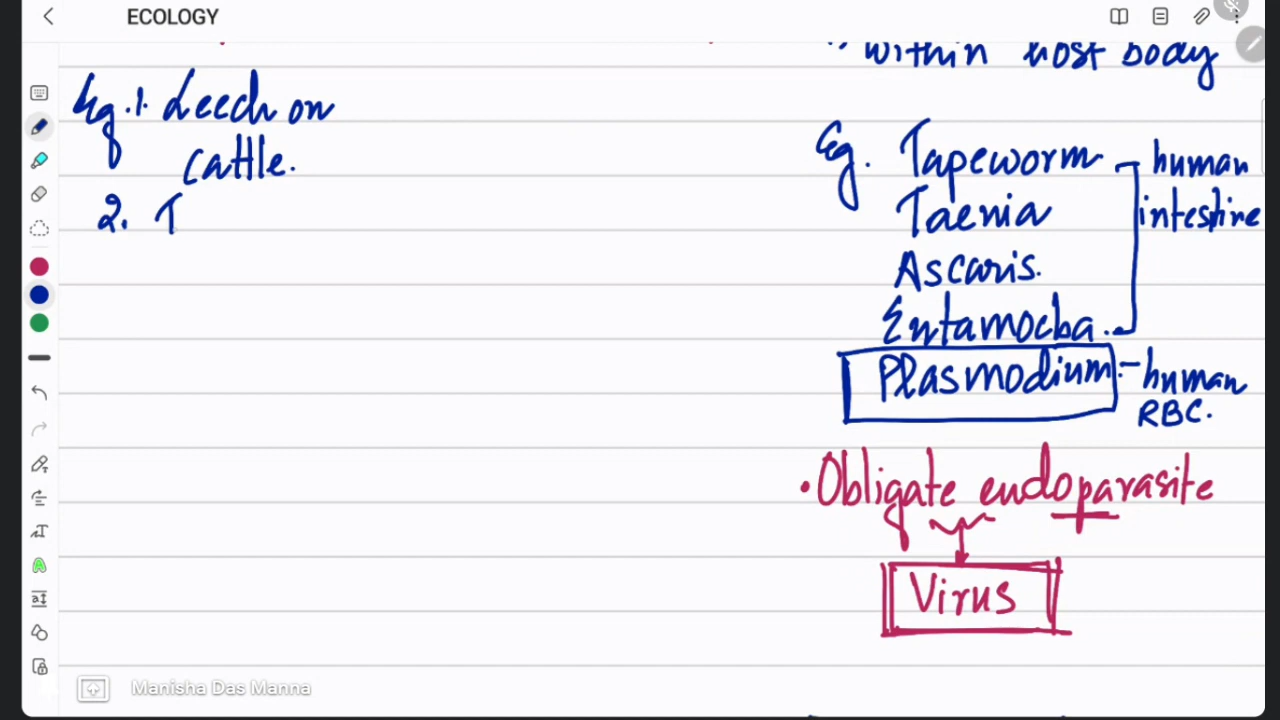 ECOLOGY
within host body
Eg. 1. Leech on
cattle.
2. T
Eg. Tapeworm
Taenia
Ascaris.
Entamoeba.
human
intestine
Plasmodium - human
RBC.
• Obligate endoparasite
Virus
Manisha Das Manna